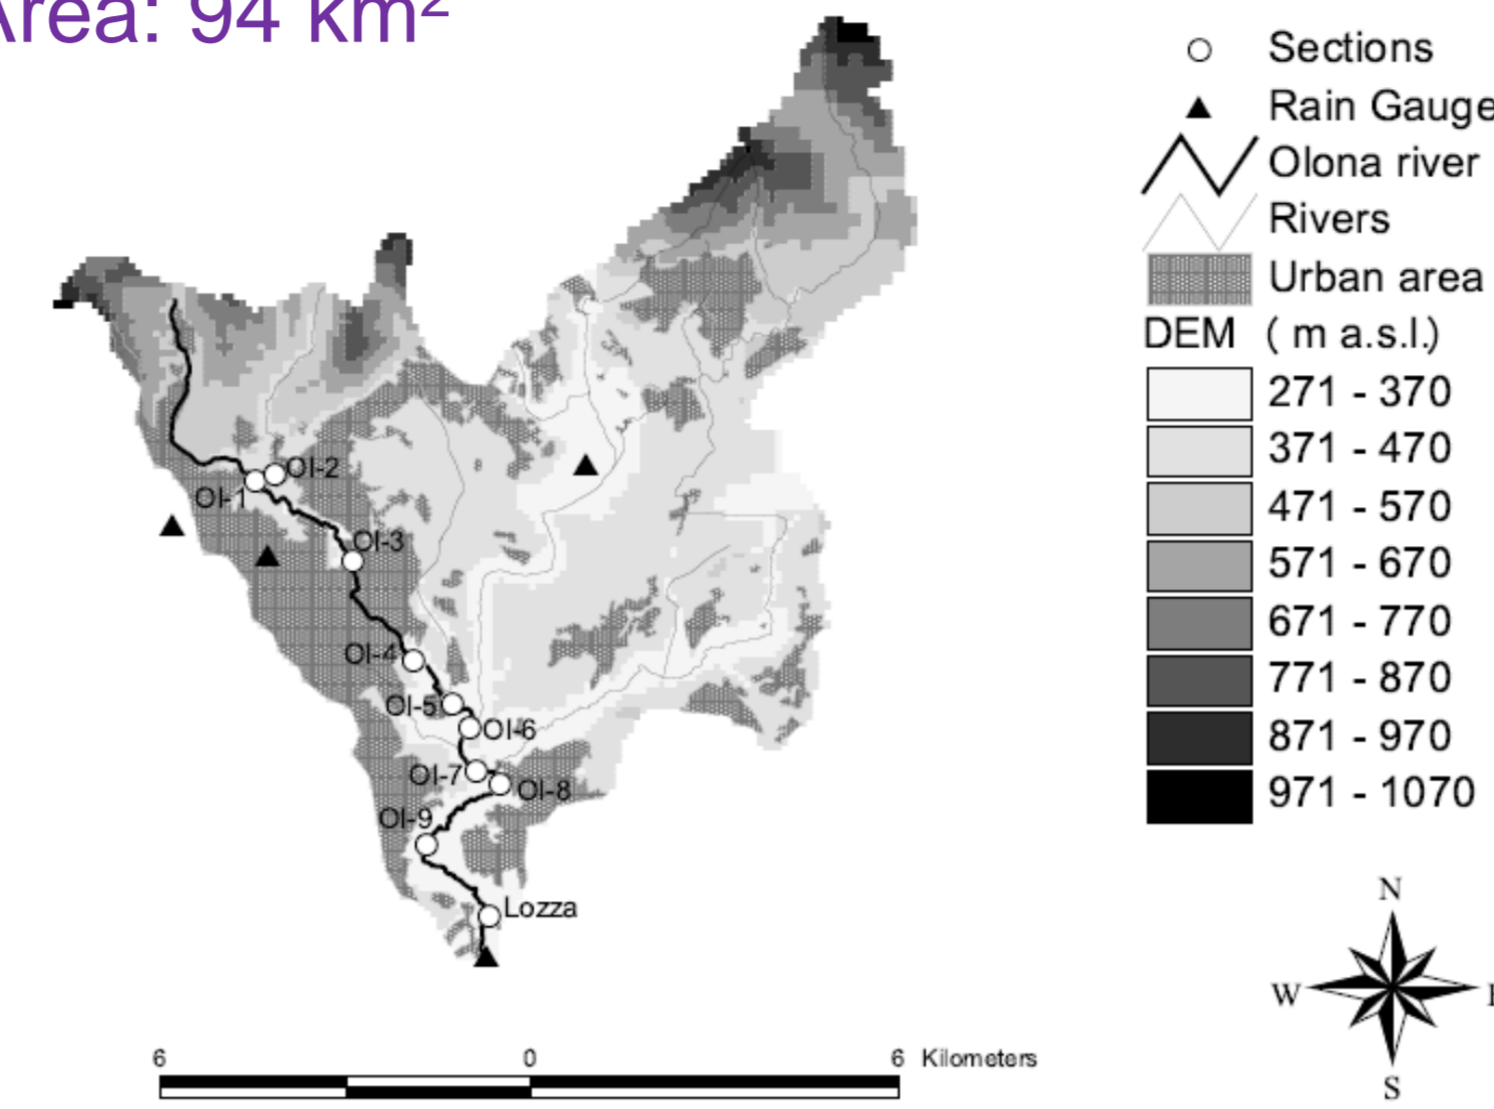 Area: 94 km²
Sections
Rain Gauge
Olona river
Rivers
Urban area
DEM ( m a.s.l.)
271 - 370
371 - 470
471 - 570
571 - 670
671 - 770
771 - 870
871 - 970
971 - 1070
Ol-2
Ol-1
Ol-3
Ol-4
Ol-5
Ol-6
Ol-7
Ol-8
Ol-9
Lozza
N
W
S
6 0 6 Kilometers